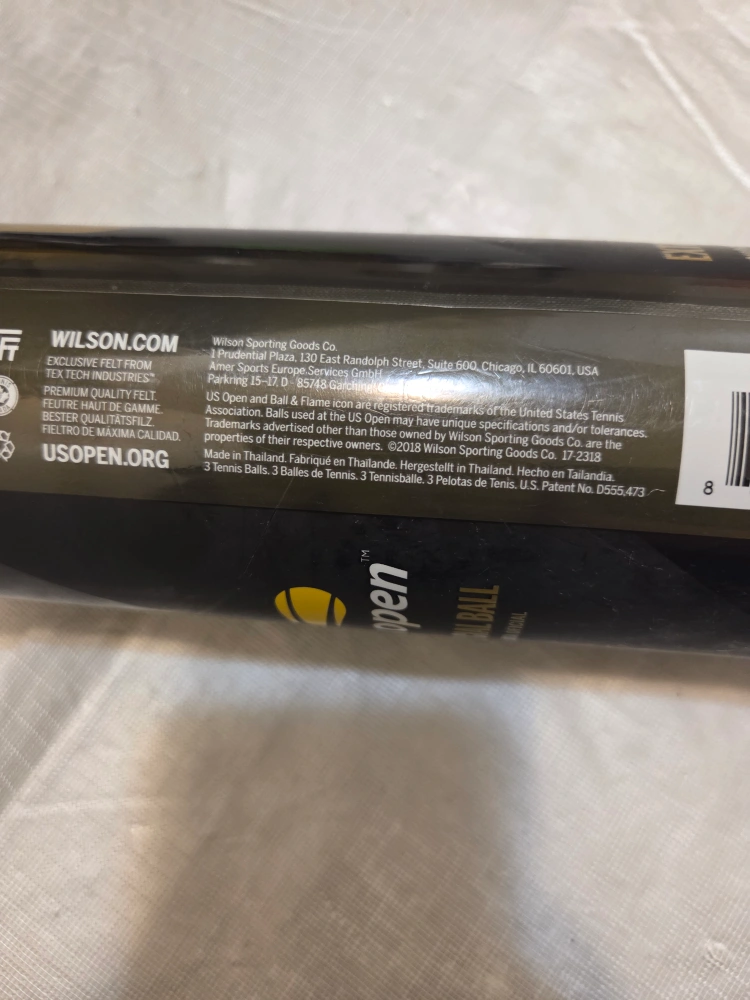 WILSON.COM
EXCLUSIVE FELT FROM
TEX TECH INDUSTRIES™
PREMIUM QUALITY FELT.
FEUTRE HAUT DE GAMME.
BESTER QUALITÄTSFILZ.
FIELTRO DE MÁXIMA CALIDAD.
USOPEN.ORG
Wilson Sporting Goods Co.
1 Prudential Plaza, 130 East Randolph Street, Suite 600, Chicago, IL 60601, USA
Amer Sports Europe Services GmbH
Parkring 15-17, D - 85748 Garching
US Open and Ball & Flame icon are registered trademarks of the United States Tennis
Association. Balls used at the US Open may have unique specifications and/or tolerances.
Trademarks advertised other than those owned by Wilson Sporting Goods Co. are the
properties of their respective owners. ©2018 Wilson Sporting Goods Co. 17-2318
Made in Thailand. Fabriqué en Thaïlande. Hergestellt in Thailand. Hecho en Tailandia.
3 Tennis Balls. 3 Balles de Tennis. 3 Tennisbälle. 3 Pelotas de Tenis. U.S. Patent No. D555,473
8
open™
BALL